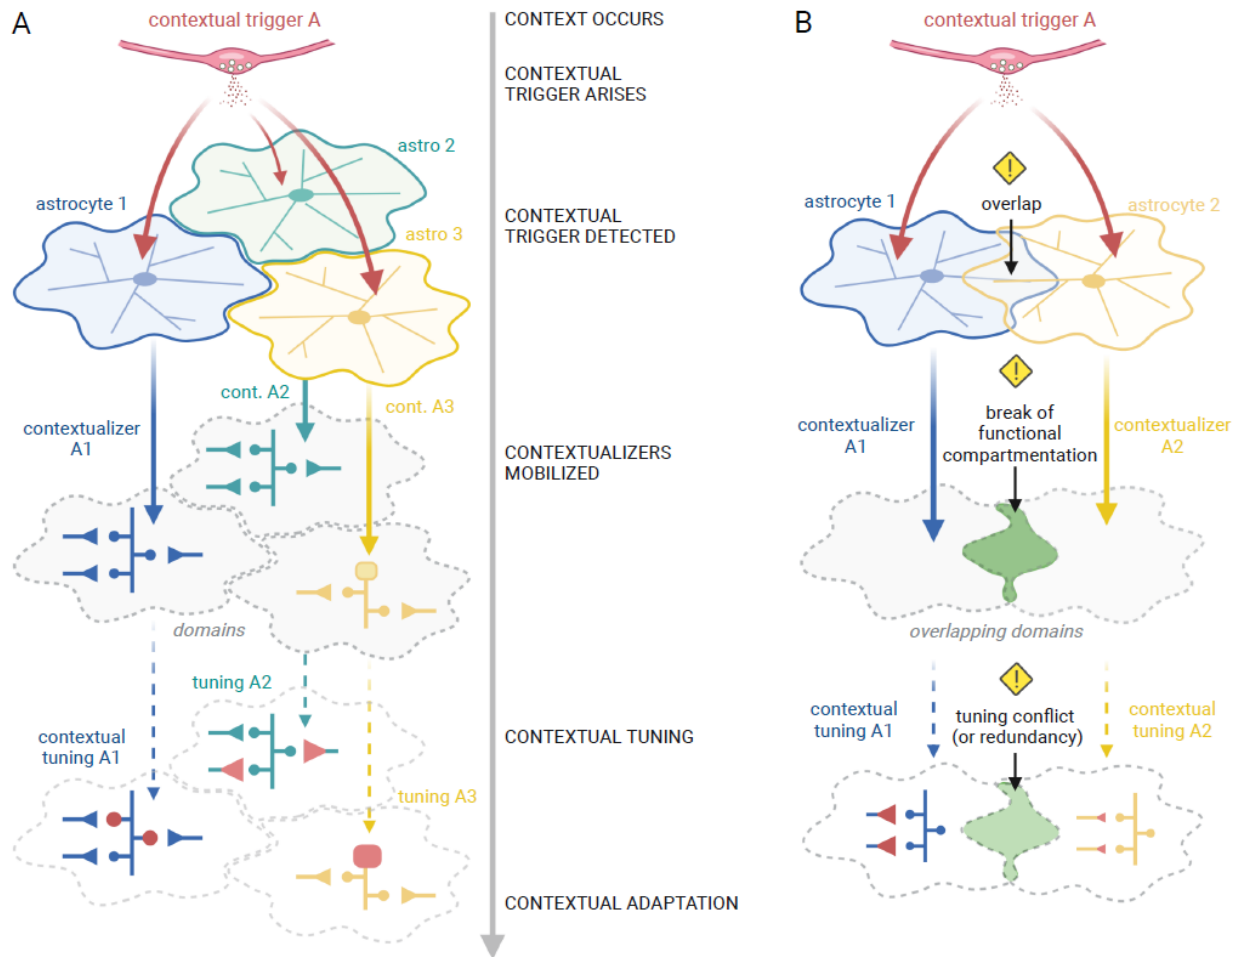 A
contextual trigger A
astro 2
astrocyte 1
astro 3
cont. A2
cont. A3
contextualizer
A1
domains
tuning A2
contextual
tuning A1
tuning A3
CONTEXT OCCURS
CONTEXTUAL
TRIGGER ARISES
CONTEXTUAL
TRIGGER DETECTED
CONTEXTUALIZERS
MOBILIZED
CONTEXTUAL TUNING
CONTEXTUAL ADAPTATION
B
contextual trigger A
!
astrocyte 1
overlap
astrocyte 2
!
contextualizer
A1
break of
functional
compartmentation
contextualizer
A2
overlapping domains
!
contextual
tuning A1
tuning conflict
(or redundancy)
contextual
tuning A2